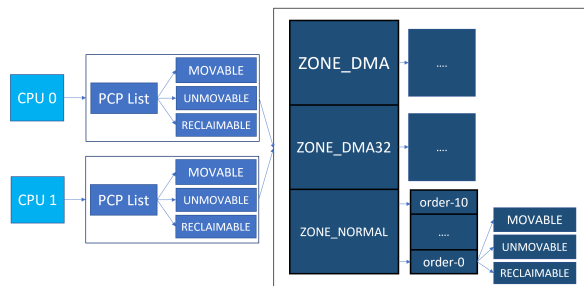 CPU 0
PCP List
MOVABLE
UNMOVABLE
RECLAIMABLE
CPU 1
PCP List
MOVABLE
UNMOVABLE
RECLAIMABLE
ZONE_DMA
....
ZONE_DMA32
....
ZONE_NORMAL
order-10
....
order-0
MOVABLE
UNMOVABLE
RECLAIMABLE